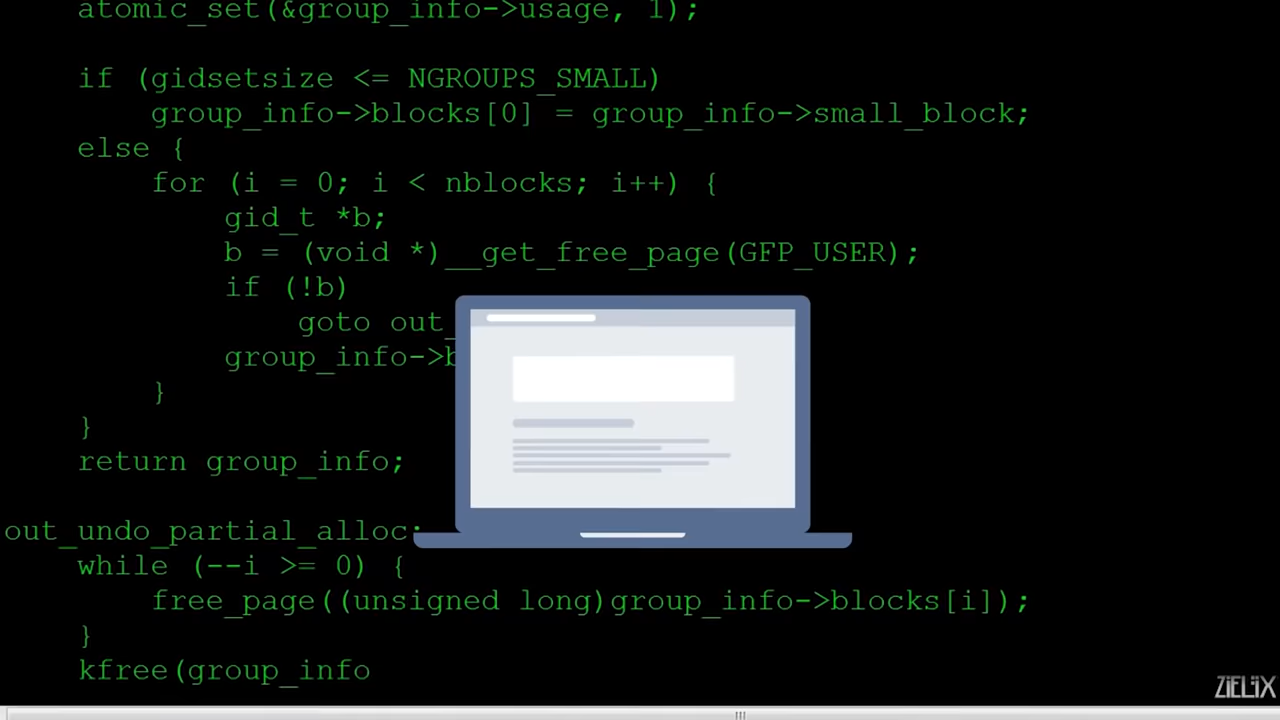 atomic_set(&group_info->usage, 1);
if (gidsetsize <= NGROUPS_SMALL)
group_info->blocks[0] = group_info->small_block;
else {
for (i = 0; i < nblocks; i++) {
gid_t *b;
b = (void *)__get_free_page(GFP_USER);
if (!b)
goto out_
group_info->b
}
}
return group_info;
out_undo_partial_alloc:
while (--i >= 0) {
free_page((unsigned long)group_info->blocks[i]);
}
kfree(group_info
ZiELiX